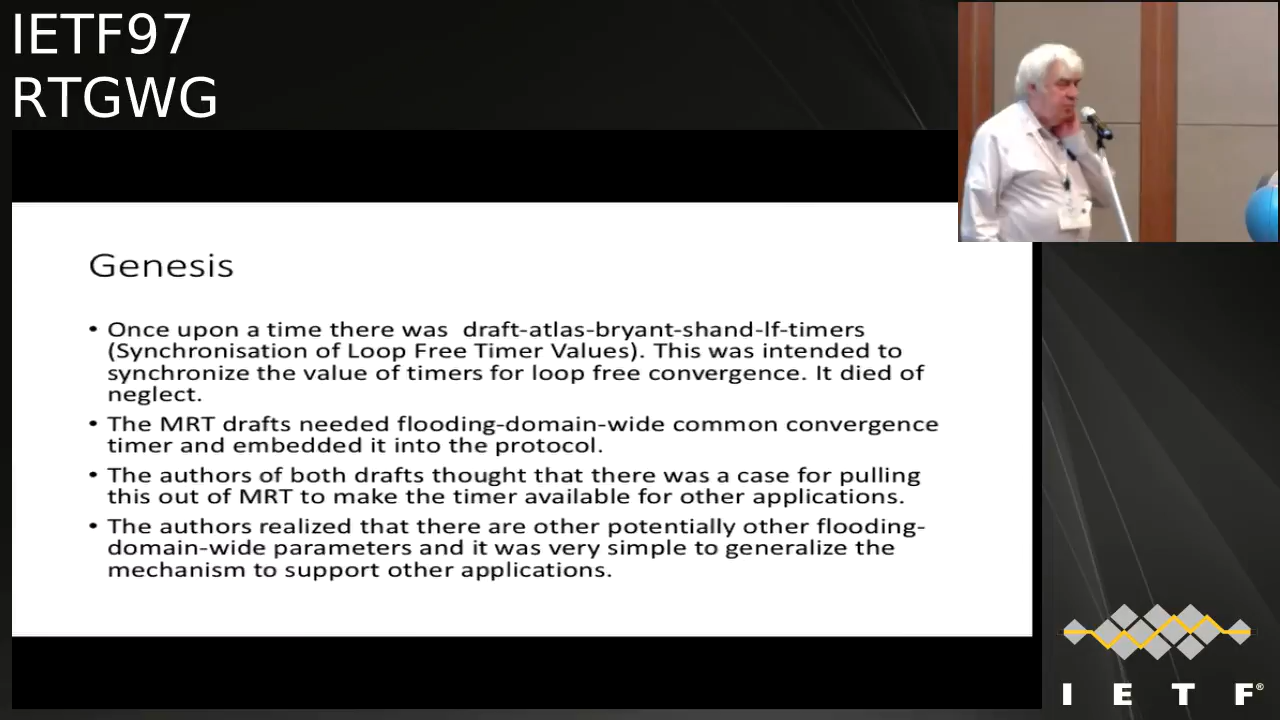 IETF97
RTGWG
Genesis
• Once upon a time there was draft-atlas-bryant-shand-lf-timers
(Synchronisation of Loop Free Timer Values). This was intended to
synchronize the value of timers for loop free convergence. It died of
neglect.
• The MRT drafts needed flooding-domain-wide common convergence
timer and embedded it into the protocol.
• The authors of both drafts thought that there was a case for pulling
this out of MRT to make the timer available for other applications.
• The authors realized that there are other potentially other flooding-
domain-wide parameters and it was very simple to generalize the
mechanism to support other applications.
I E T F®